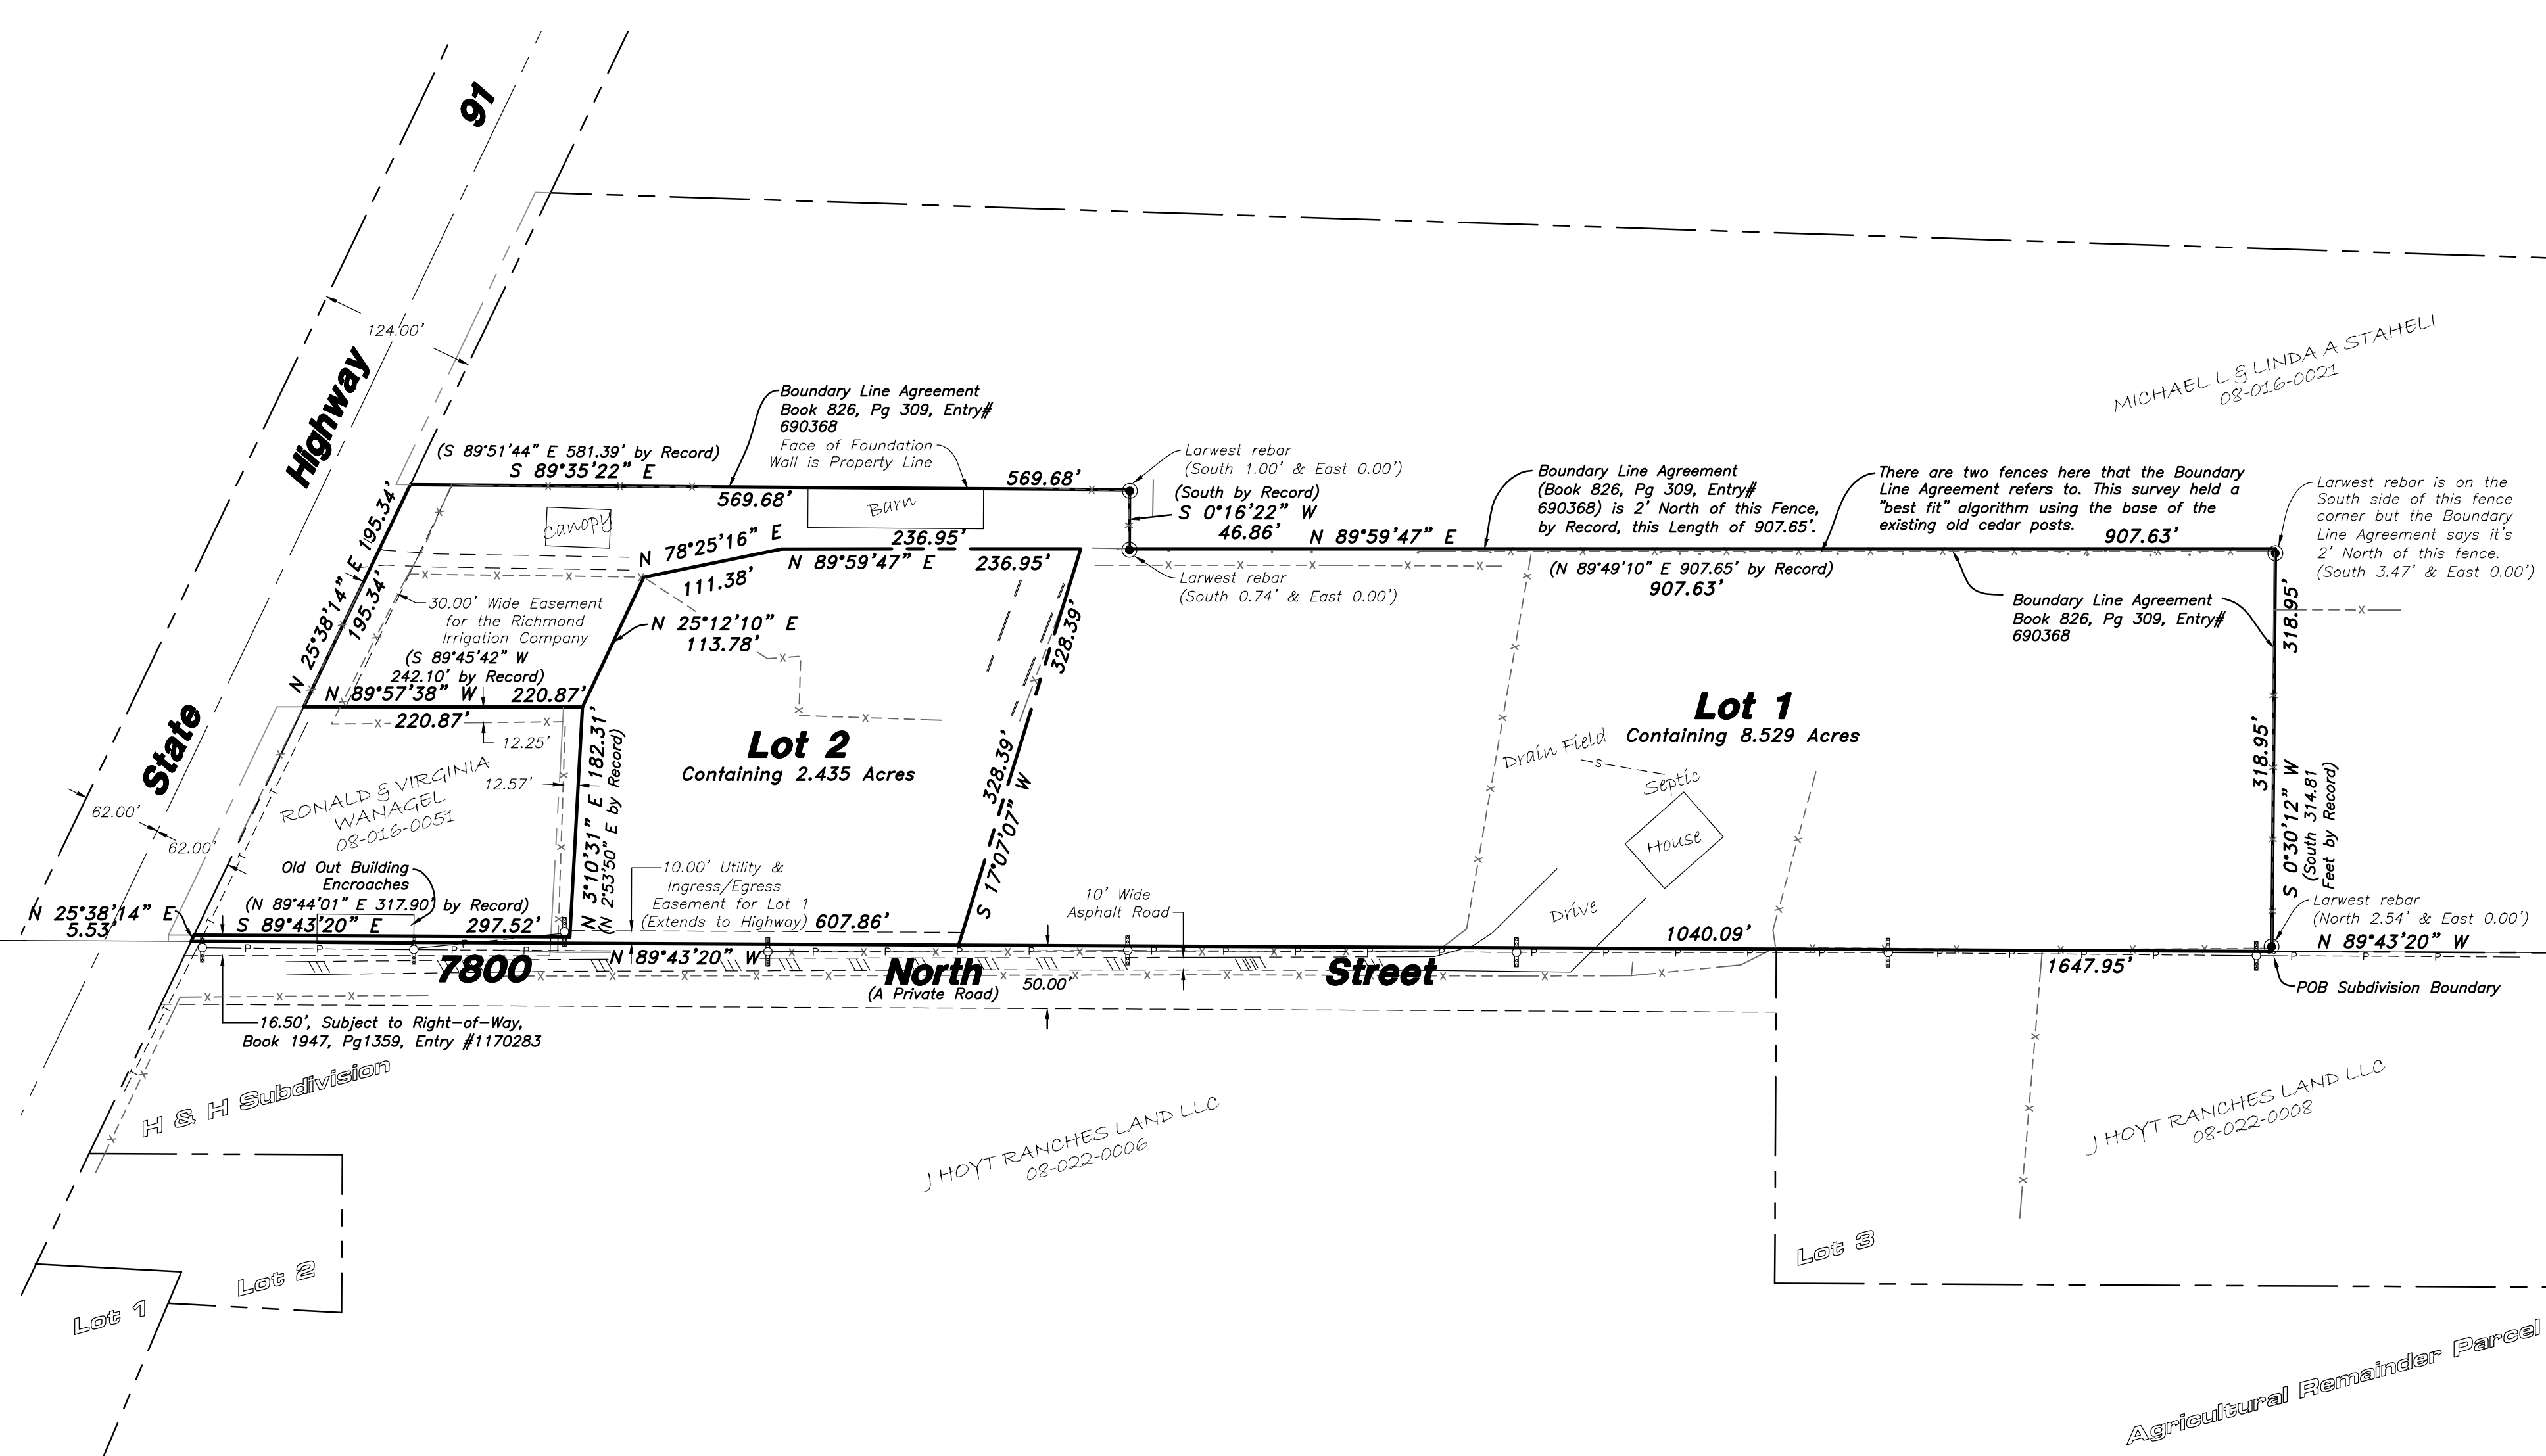 91
Highway
State
124.00'
62.00'
62.00'
Boundary Line Agreement
Book 826, Pg 309, Entry#
690368
Face of Foundation
Wall is Property Line
(S 89°51'44" E 581.39' by Record)
S 89°35'22" E
569.68'
569.68'
Larwest rebar
(South 1.00' & East 0.00')
(South by Record)
S 0°16'22" W
46.86'
N 89°59'47" E
Boundary Line Agreement
(Book 826, Pg 309, Entry#
690368) is 2' North of this Fence,
by Record, this Length of 907.65'.
There are two fences here that the Boundary
Line Agreement refers to. This survey held a
"best fit" algorithm using the base of the
existing old cedar posts.
907.63'
Larwest rebar is on the
South side of this fence
corner but the Boundary
Line Agreement says it's
2' North of this fence.
(South 3.47' & East 0.00')
MICHAEL L & LINDA A STAHELI
08-016-0021
canopy
Barn
N 78°25'16" E
111.38'
236.95'
N 89°59'47" E
236.95'
Larwest rebar
(South 0.74' & East 0.00')
(N 89°49'10" E 907.65' by Record)
907.63'
Boundary Line Agreement
Book 826, Pg 309, Entry#
690368
318.95'
318.95'
S 0°30'12" W
(South 314.81
Feet by Record)
N 25°38'14" E 195.34'
195.34'
30.00' Wide Easement
for the Richmond
Irrigation Company
(S 89°45'42" W
242.10' by Record)
N 89°57'38" W
220.87'
220.87'
12.25'
12.57'
N 25°12'10" E
113.78'
328.39'
328.39'
S 17°07'07" W
Lot 2
Containing 2.435 Acres
Lot 1
Containing 8.529 Acres
Drain Field
s
Septic
House
Drive
RONALD & VIRGINIA
WANAGEL
08-016-0051
N 3°10'31" E 182.31'
(N 2°53'50" E by Record)
Old Out Building
Encroaches
(N 89°44'01" E 317.90' by Record)
S 89°43'20" E
297.52'
N 25°38'14" E
5.53'
10.00' Utility &
Ingress/Egress
Easement for Lot 1
(Extends to Highway)
607.86'
10' Wide
Asphalt Road
1040.09'
Larwest rebar
(North 2.54' & East 0.00')
N 89°43'20" W
1647.95'
POB Subdivision Boundary
N 89°43'20" W
7800
North
Street
(A Private Road)
50.00'
16.50', Subject to Right-of-Way,
Book 1947, Pg1359, Entry #1170283
H & H Subdivision
Lot 2
Lot 1
J HOYT RANCHES LAND LLC
08-022-0006
J HOYT RANCHES LAND LLC
08-022-0008
Lot 3
Agricultural Remainder Parcel